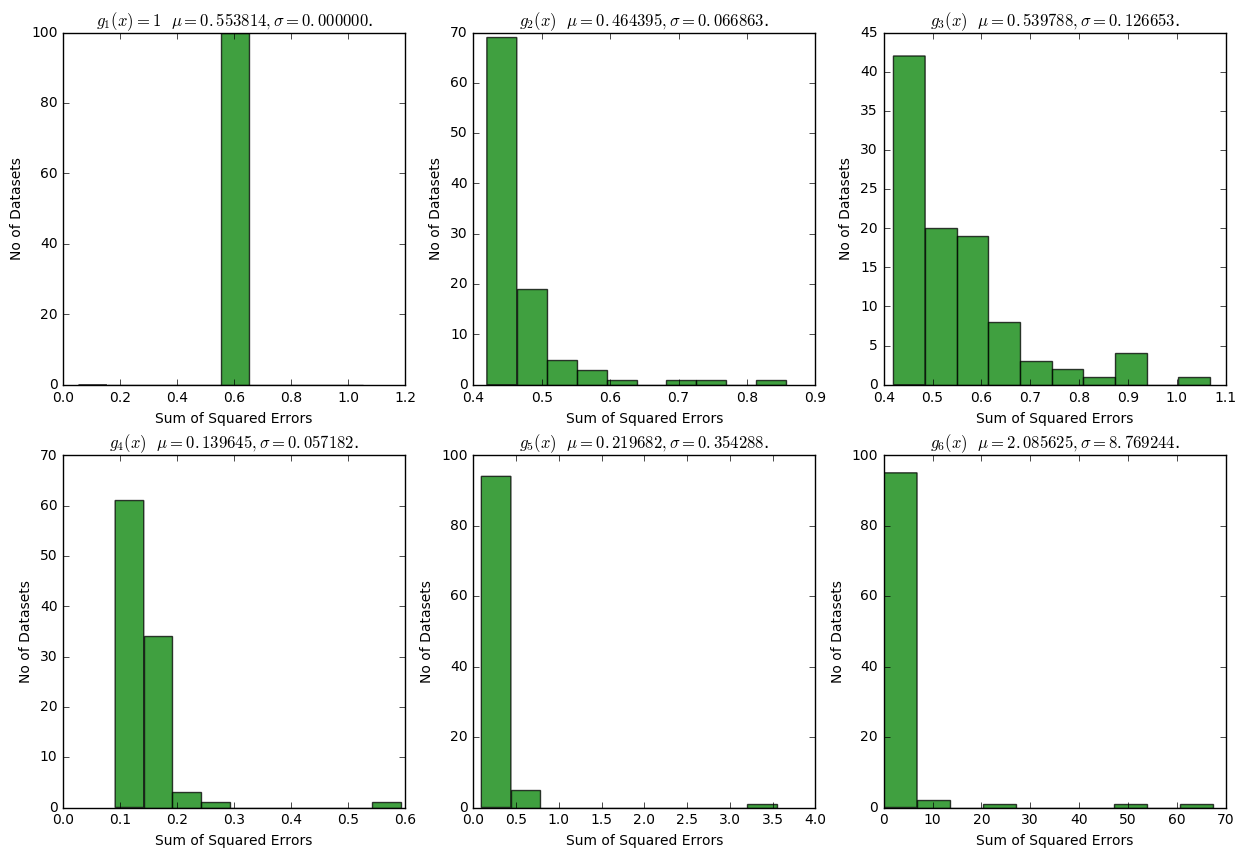 g₁(x) = 1 μ = 0.553814, σ = 0.000000.
100
80
60
40
20
0
No of Datasets
0.0 0.2 0.4 0.6 0.8 1.0 1.2
Sum of Squared Errors
g₂(x) μ = 0.464395, σ = 0.066863.
70
60
50
40
30
20
10
0
No of Datasets
0.4 0.5 0.6 0.7 0.8 0.9
Sum of Squared Errors
g₃(x) μ = 0.539788, σ = 0.126653.
45
40
35
30
25
20
15
10
5
0
No of Datasets
0.4 0.5 0.6 0.7 0.8 0.9 1.0 1.1
Sum of Squared Errors
g₄(x) μ = 0.139645, σ = 0.057182.
70
60
50
40
30
20
10
0
No of Datasets
0.0 0.1 0.2 0.3 0.4 0.5 0.6
Sum of Squared Errors
g₅(x) μ = 0.219682, σ = 0.354288.
100
80
60
40
20
0
No of Datasets
0.0 0.5 1.0 1.5 2.0 2.5 3.0 3.5 4.0
Sum of Squared Errors
g₆(x) μ = 2.085625, σ = 8.769244.
100
80
60
40
20
0
No of Datasets
0 10 20 30 40 50 60 70
Sum of Squared Errors